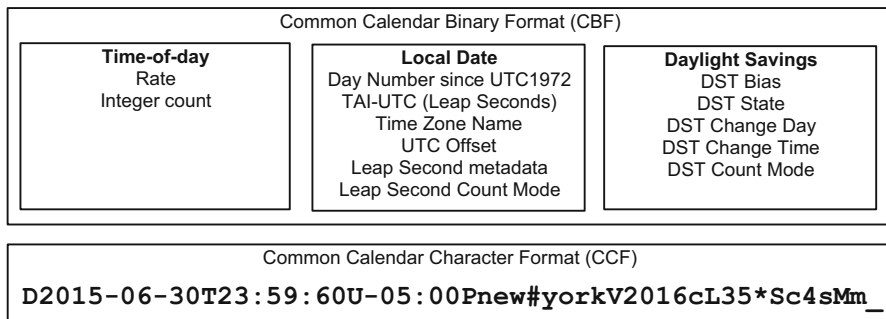 Common Calendar Binary Format (CBF)
Time-of-day
Rate
Integer count
Local Date
Day Number since UTC1972
TAI-UTC (Leap Seconds)
Time Zone Name
UTC Offset
Leap Second metadata
Leap Second Count Mode
Daylight Savings
DST Bias
DST State
DST Change Day
DST Change Time
DST Count Mode
Common Calendar Character Format (CCF)
D2015-06-30T23:59:60U-05:00Pnew#yorkV2016cL35*Sc4sMm_